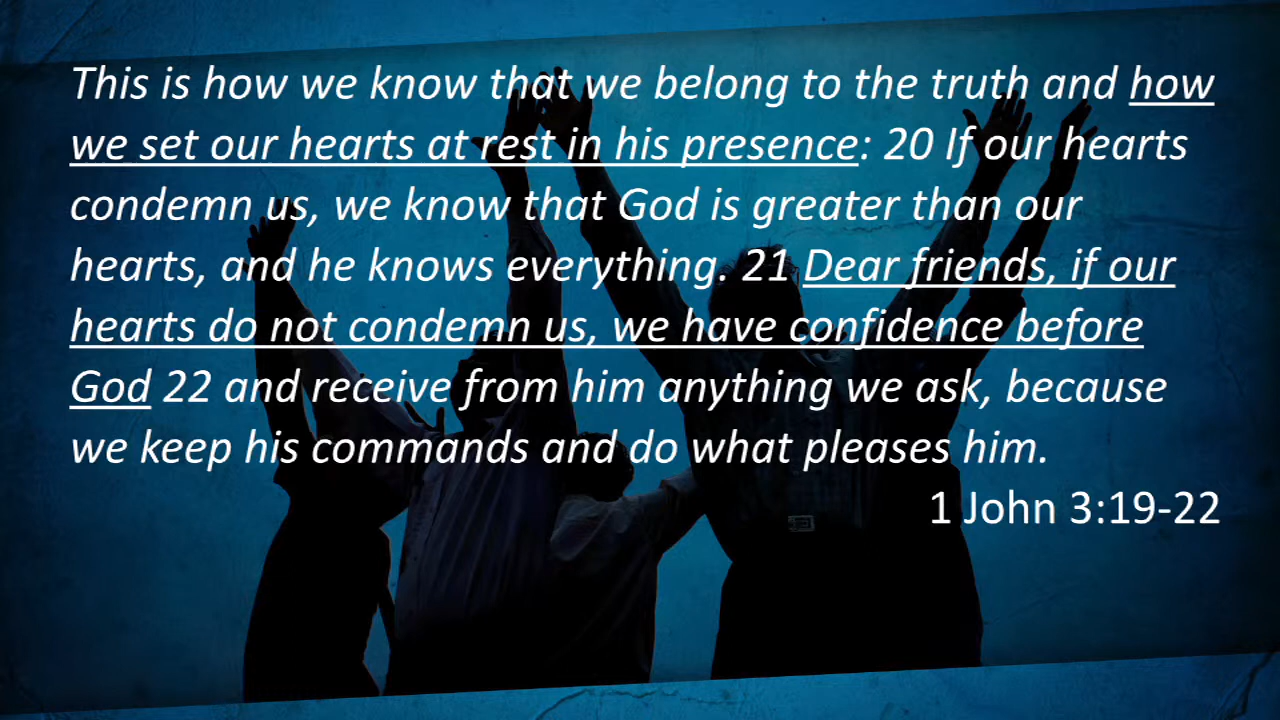 This is how we know that we belong to the truth and how
we set our hearts at rest in his presence: 20 If our hearts
condemn us, we know that God is greater than our
hearts, and he knows everything. 21 Dear friends, if our
hearts do not condemn us, we have confidence before
God 22 and receive from him anything we ask, because
we keep his commands and do what pleases him.
1 John 3:19-22